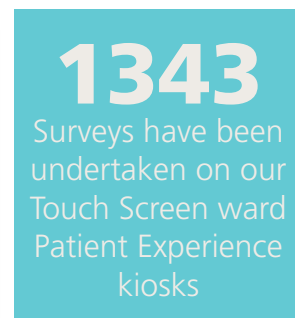 1343
Surveys have been
undertaken on our
Touch Screen ward
Patient Experience
kiosks